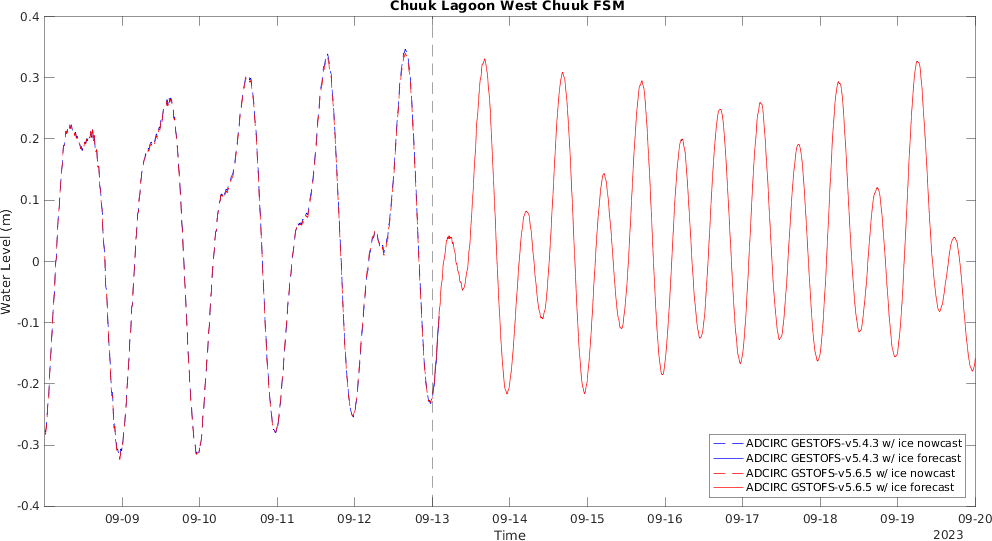 Chuuk Lagoon West Chuuk FSM
0.4
0.3
0.2
0.1
0
-0.1
-0.2
-0.3
-0.4
Water Level (m)
ADCIRC GESTOFS-v5.4.3 w/ ice nowcast
ADCIRC GESTOFS-v5.4.3 w/ ice forecast
ADCIRC GSTOFS-v5.6.5 w/ ice nowcast
ADCIRC GSTOFS-v5.6.5 w/ ice forecast
09-09 09-10 09-11 09-12 09-13 09-14 09-15 09-16 09-17 09-18 09-19 09-20
Time
2023